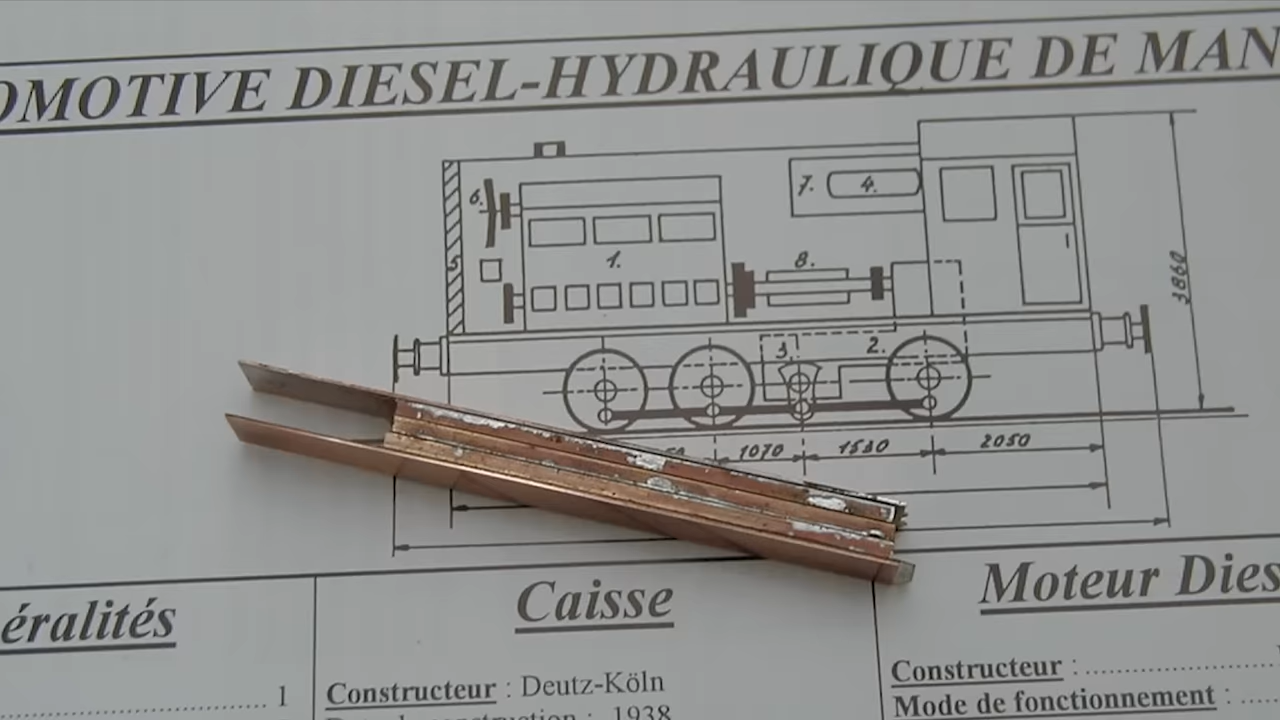 OMOTIVE DIESEL-HYDRAULIQUE DE MAN
7. 4.
6.
8.
1.
5
3860
3. 2.
1070 1530 2050
éralités Caisse Moteur Dies
1 Constructeur : Deutz-Köln Constructeur :
1938 Mode de fonctionnement :